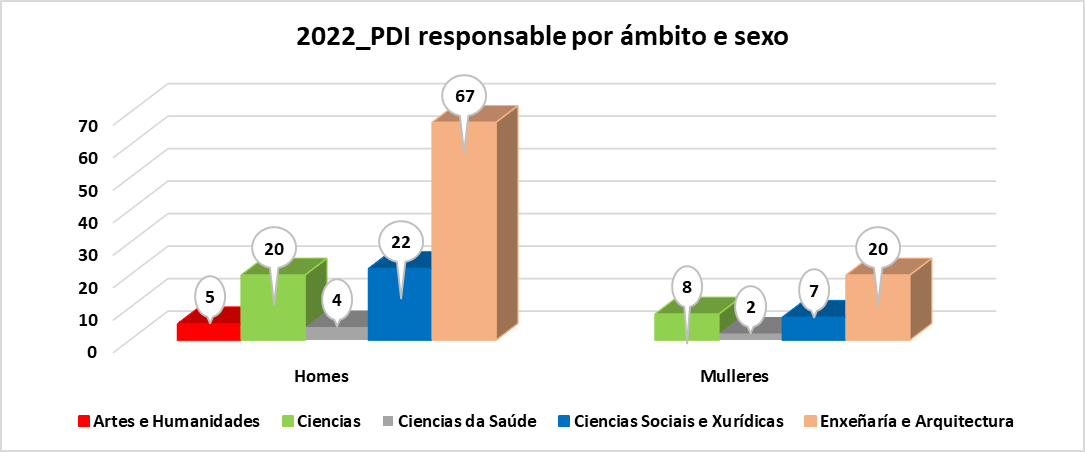 2022_PDI responsable por ámbito e sexo
70
60
50
40
30
20
10
0
5
20
4
22
67
8
2
7
20
Homes
Mulleres
Artes e Humanidades
Ciencias
Ciencias da Saúde
Ciencias Sociais e Xurídicas
Enxeñaría e Arquitectura